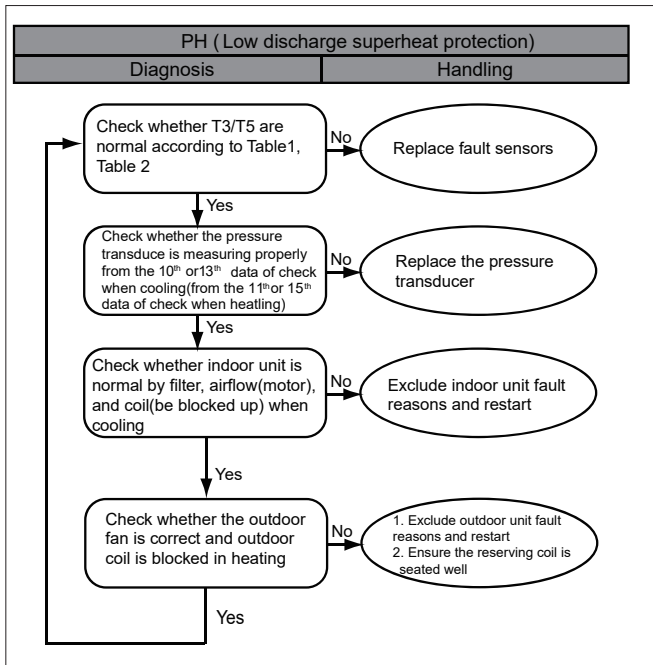 PH ( Low discharge superheat protection)
Diagnosis
Handling
Check whether T3/T5 are
normal according to Table1,
Table 2
No
Replace fault sensors
Yes
Check whether the pressure
transduce is measuring properly
from the 10th or13th data of check
when cooling(from the 11th or 15th
data of check when heatling)
No
Replace the pressure
transducer
Yes
Check whether indoor unit is
normal by filter, airflow(motor),
and coil(be blocked up) when
cooling
No
Exclude indoor unit fault
reasons and restart
Yes
Check whether the outdoor
fan is correct and outdoor
coil is blocked in heating
No
1. Exclude outdoor unit fault
reasons and restart
2. Ensure the reserving coil is
seated well
Yes